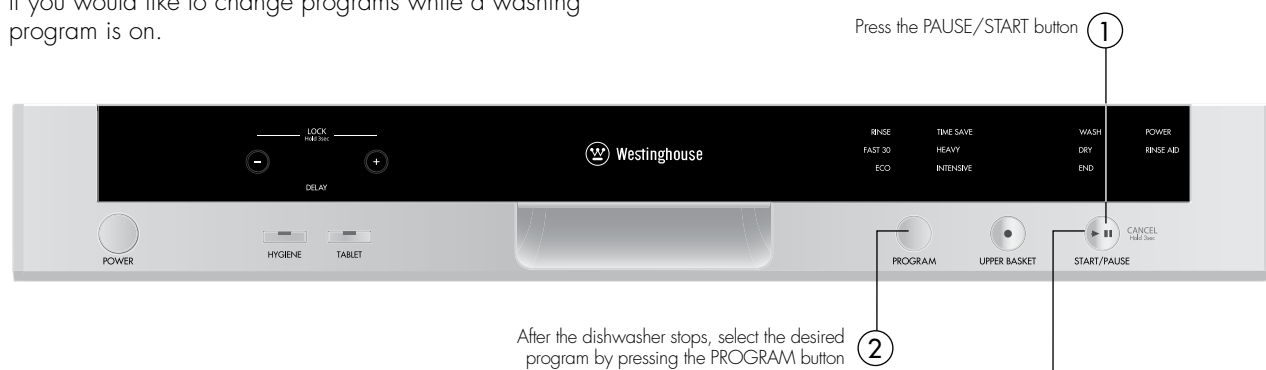 If you would like to change programs while a washing
program is on.
Press the PAUSE/START button 1
LOCK
Hold 3sec
- +
DELAY
W Westinghouse
RINSE TIME SAVE WASH POWER
FAST 30 HEAVY DRY RINSE AID
ECO INTENSIVE END
CANCEL
Hold 3sec
POWER HYGIENE TABLET PROGRAM UPPER BASKET START/PAUSE
After the dishwasher stops, select the desired
program by pressing the PROGRAM button 2